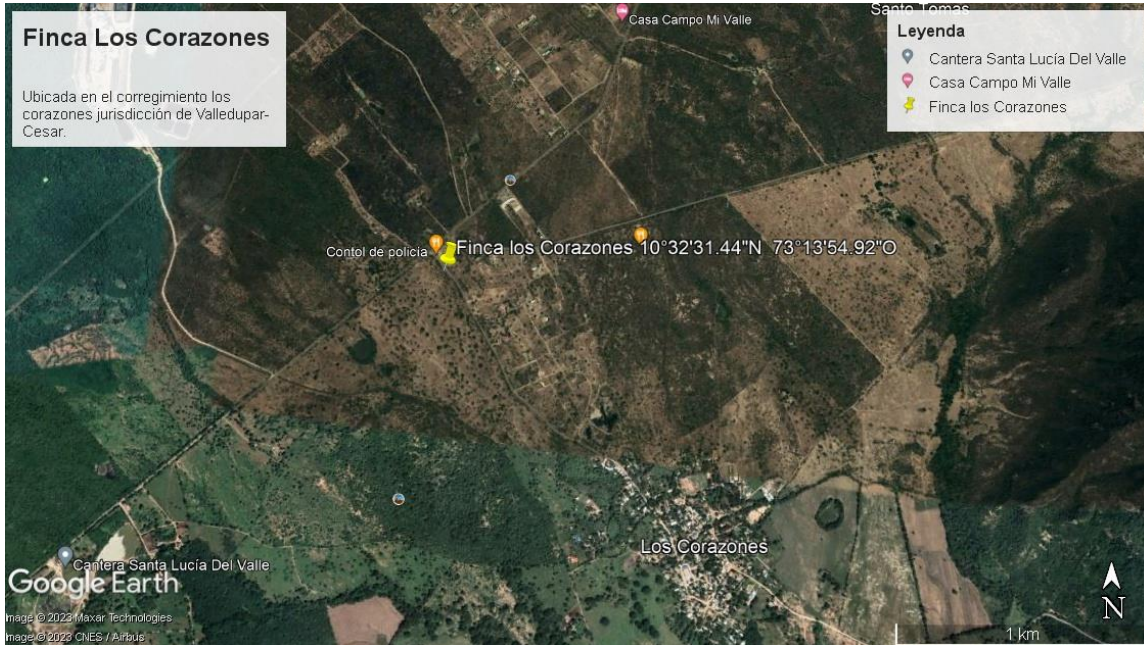 Finca Los Corazones
Ubicada en el corregimiento los
corazones jurisdicción de Valledupar-
Cesar.
Casa Campo Mi Valle
Santo Tomas
Leyenda
Cantera Santa Lucía Del Valle
Casa Campo Mi Valle
Finca los Corazones
Contol de policía
Finca los Corazones 10°32'31.44"N 73°13'54.92"O
Los Corazones
Cantera Santa Lucía Del Valle
Google Earth
Image © 2023 Maxar Technologies
Image © 2023 CNES / Airbus
N
1 km